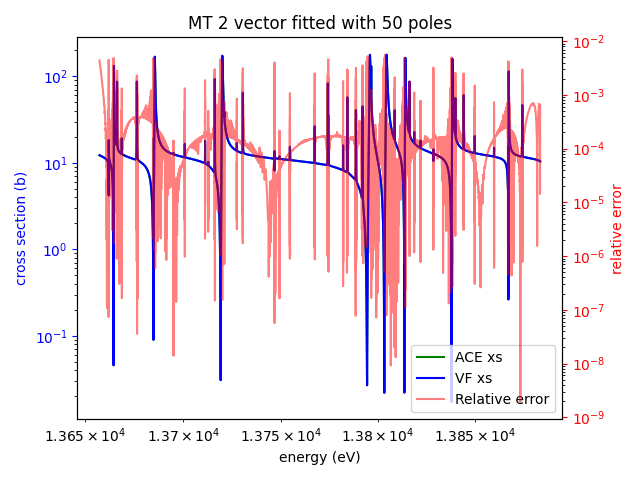 MT 2 vector fitted with 50 poles
10²
10¹
10⁰
10⁻¹
cross section (b)
10⁻²
10⁻³
10⁻⁴
10⁻⁵
10⁻⁶
10⁻⁷
10⁻⁸
10⁻⁹
relative error
ACE xs
VF xs
Relative error
1.365 × 10⁴ 1.37 × 10⁴ 1.375 × 10⁴ 1.38 × 10⁴ 1.385 × 10⁴
energy (eV)